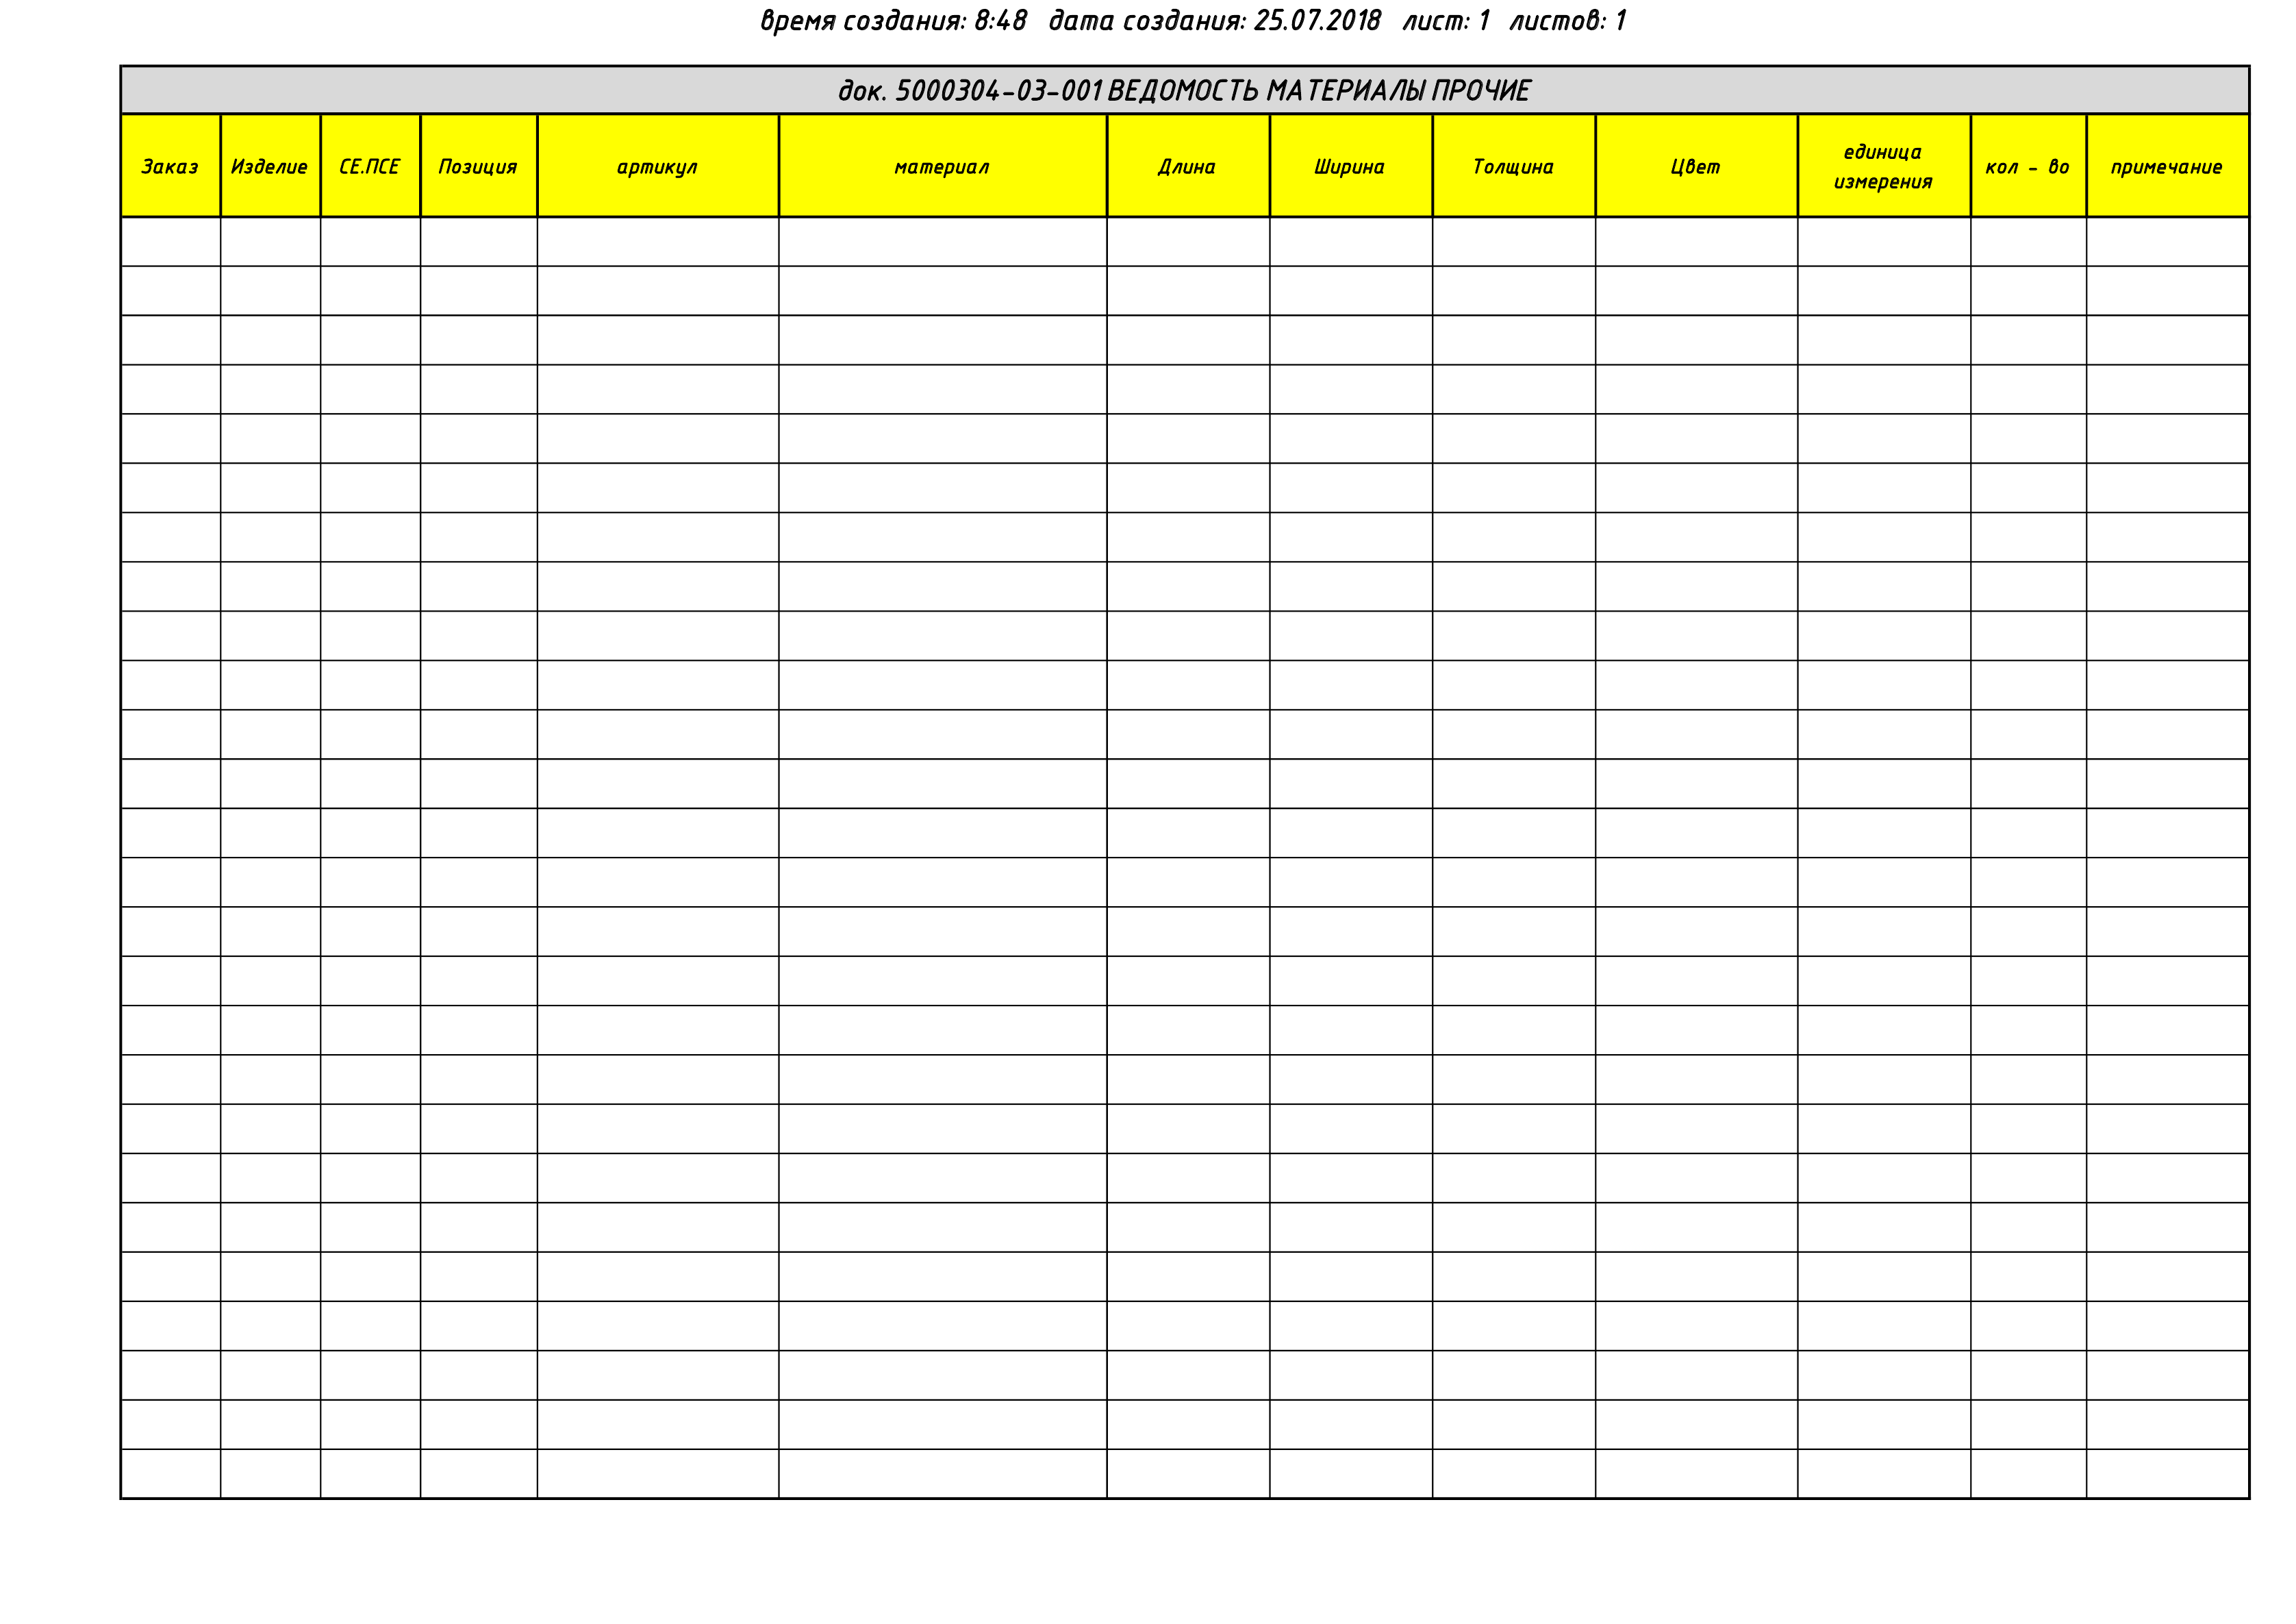 время создания: 8:48 дата создания: 25.07.2018 лист: 1 листов: 1
док. 5000304-03-001 ВЕДОМОСТЬ МАТЕРИАЛЫ ПРОЧИЕ
Заказ Изделие СЕ.ПСЕ Позиция артикул материал Длина Ширина Толщина Цвет единица измерения кол - во примечание